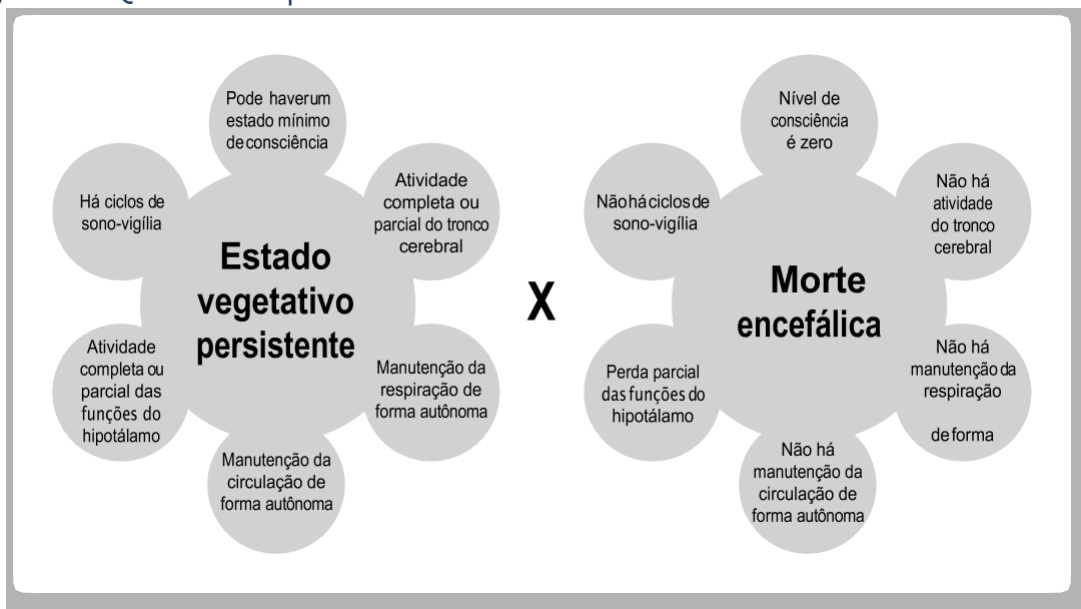 Pode haverum
estado mínimo
deconsciência
Há ciclos de
sono-vigília
Atividade
completa ou
parcial do tronco
cerebral
Estado
vegetativo
persistente
Atividade
completa ou
parcial das
funções do
hipotálamo
Manutenção da
respiração de
forma autônoma
Manutenção da
circulação de
forma autônoma
X
Nível de
consciência
é zero
Nãoháciclosde
sono-vigília
Não há
atividade
do tronco
cerebral
Morte
encefálica
Perda parcial
das funções do
hipotálamo
Não há
manutenção da
respiração
deforma
Não há
manutenção da
circulação de
forma autônoma